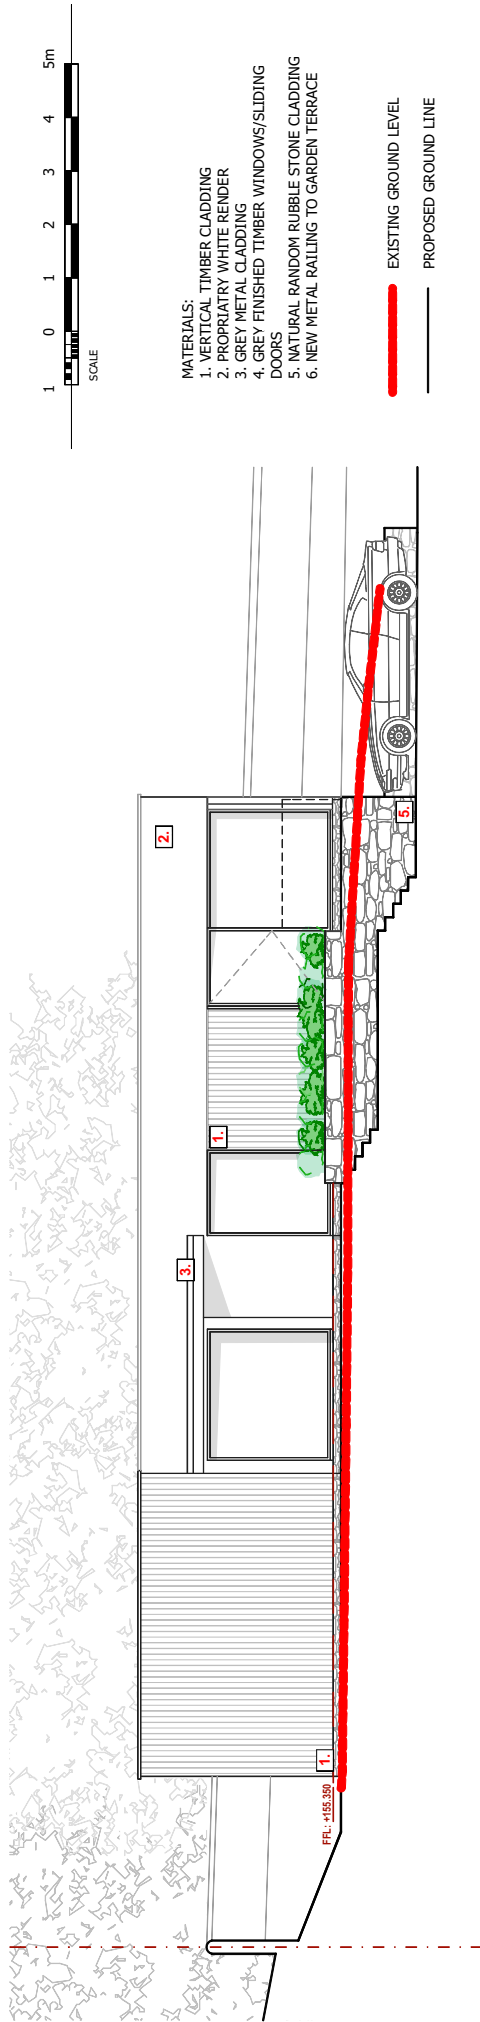 1 0 1 2 3 4 5m
SCALE
MATERIALS:
1. VERTICAL TIMBER CLADDING
2. PROPRIATRY WHITE RENDER
3. GREY METAL CLADDING
4. GREY FINISHED TIMBER WINDOWS/SLIDING
DOORS
5. NATURAL RANDOM RUBBLE STONE CLADDING
6. NEW METAL RAILING TO GARDEN TERRACE
EXISTING GROUND LEVEL
PROPOSED GROUND LINE
2.
3.
1.
5.
1.
FFL: +155.350